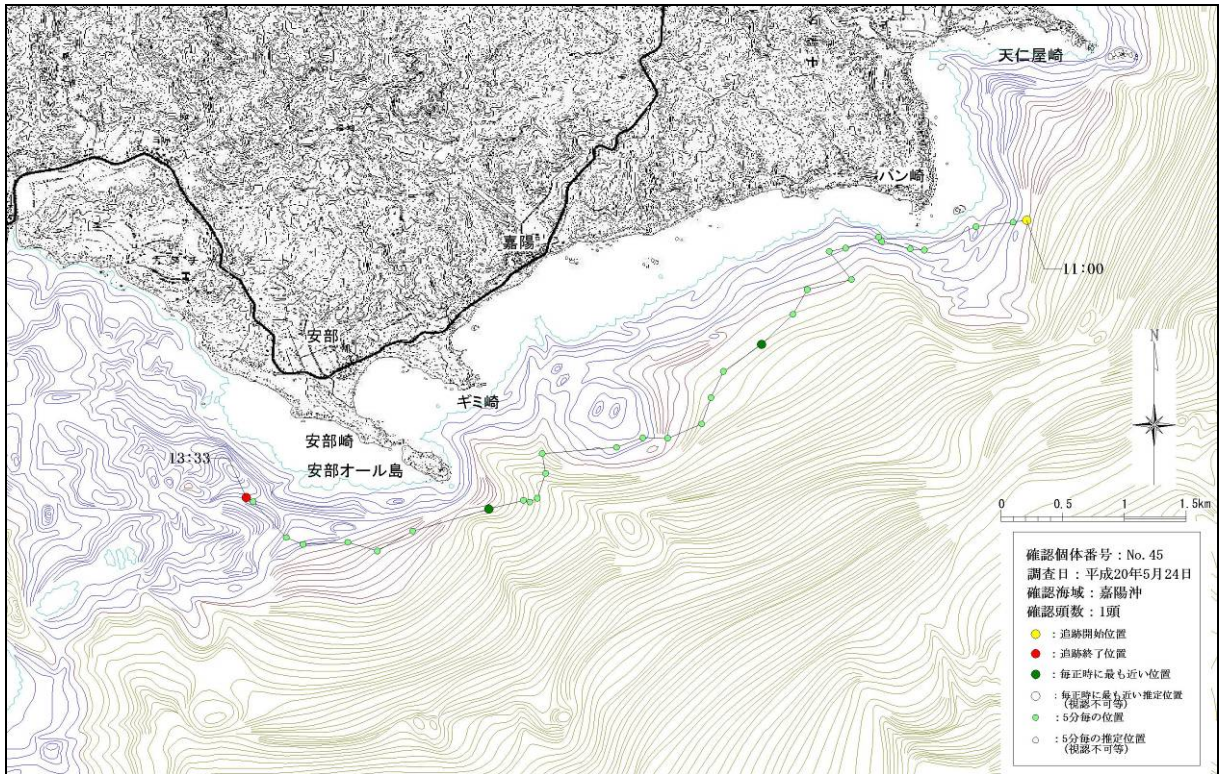 天仁屋崎
バン崎
嘉陽
11:00
安部
ギミ崎
安部崎
13:33
安部オール島
N
0 0.5 1 1.5km
確認個体番号：No. 45
調査日：平成20年5月24日
確認海域：嘉陽沖
確認頭数：1頭
：追跡開始位置
：追跡終了位置
：毎正時に最も近い位置
：毎正時に最も近い推定位置
(視認不可等)
：5分毎の位置
：5分毎の推定位置
(視認不可等)